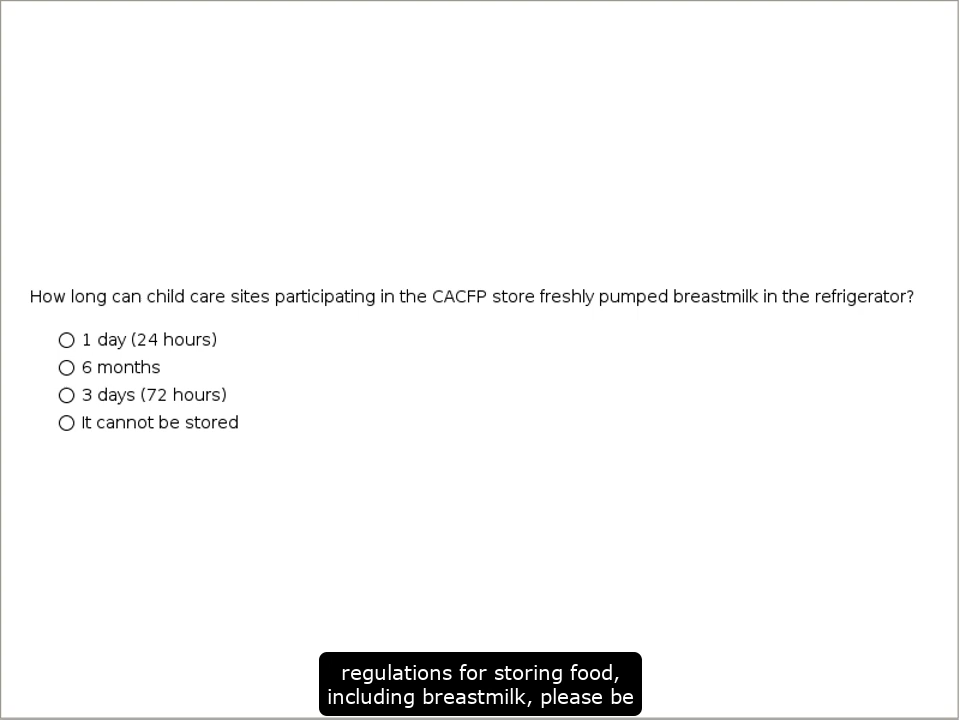 How long can child care sites participating in the CACFP store freshly pumped breastmilk in the refrigerator?
1 day (24 hours)
6 months
3 days (72 hours)
It cannot be stored
regulations for storing food,
including breastmilk, please be